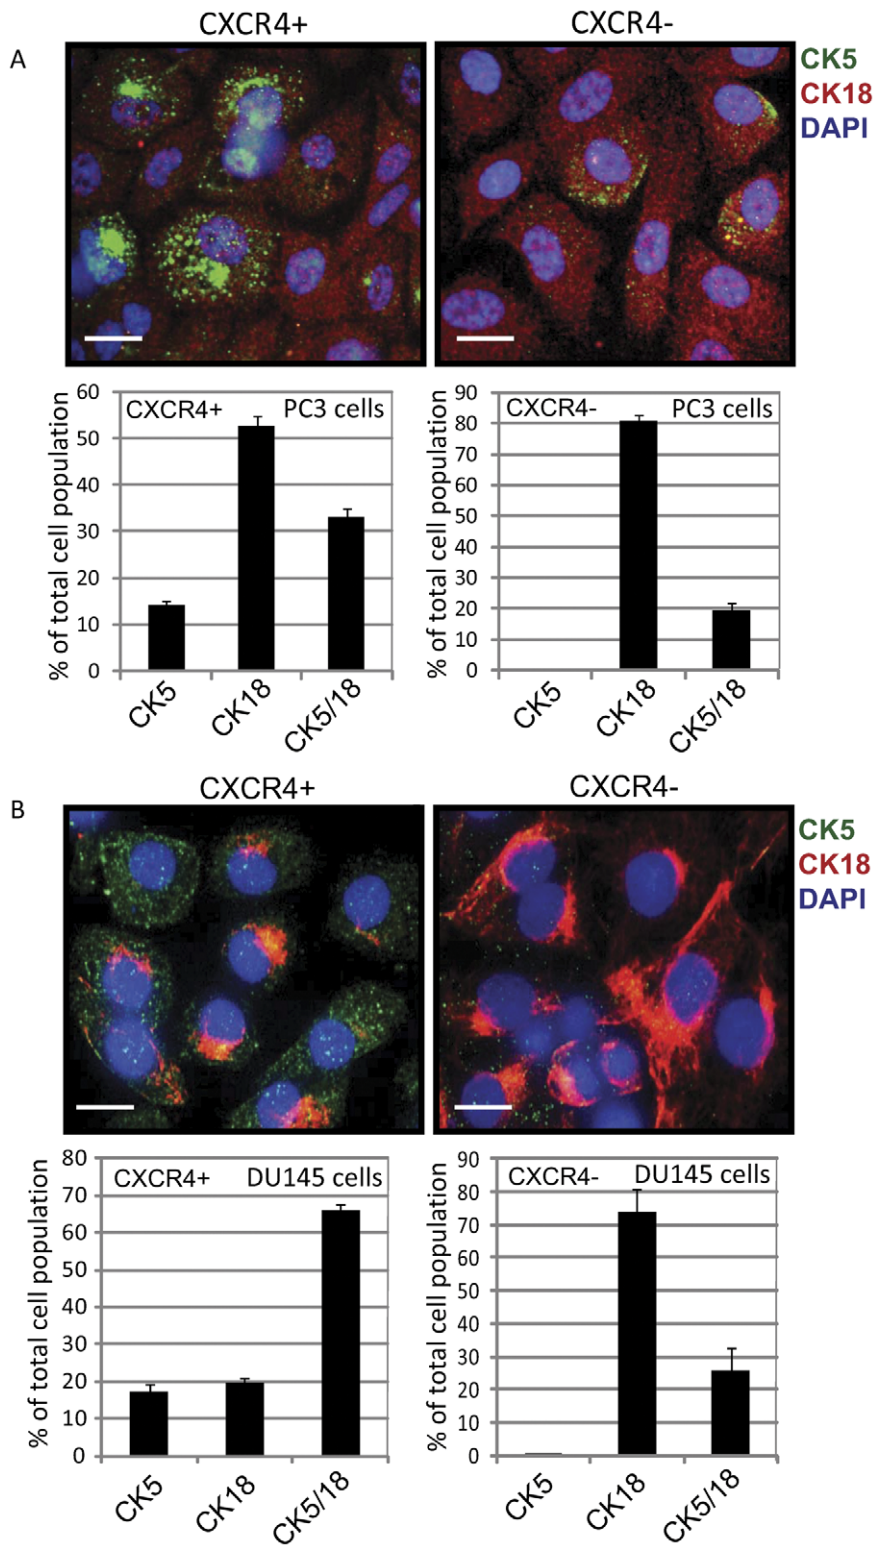 CXCR4+ CXCR4-
A
CK5
CK18
DAPI
% of total cell population
60
50
40
30
20
10
0
CXCR4+ PC3 cells
CK5 CK18 CK5/18
% of total cell population
90
80
70
60
50
40
30
20
10
0
CXCR4- PC3 cells
CK5 CK18 CK5/18
CXCR4+ CXCR4-
B
CK5
CK18
DAPI
% of total cell population
80
70
60
50
40
30
20
10
0
CXCR4+ DU145 cells
CK5 CK18 CK5/18
% of total cell population
90
80
70
60
50
40
30
20
10
0
CXCR4- DU145 cells
CK5 CK18 CK5/18